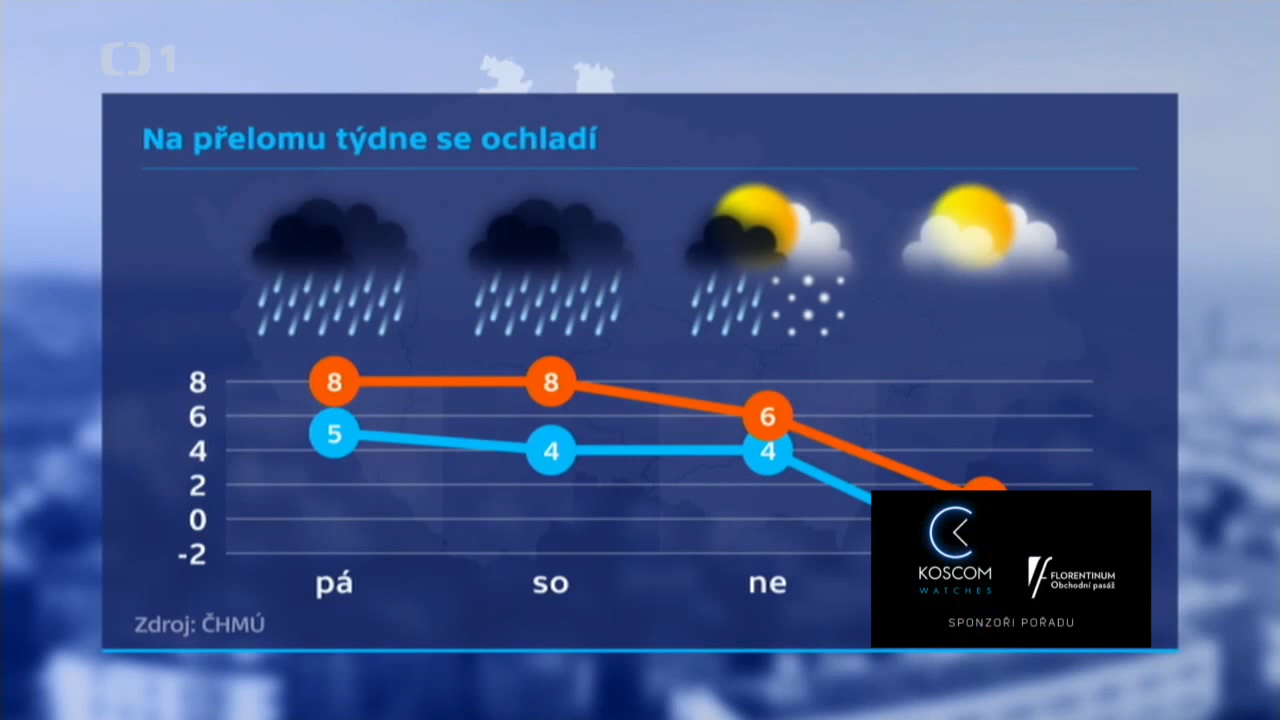 1
Na přelomu týdne se ochladí
8
6
4
2
0
-2
8
8
6
5
4
4
pá
so
ne
Zdroj: ČHMÚ
KOSCOM
WATCHES
FLORENTINUM
Obchodní pasáž
SPONZOŘI POŘADU